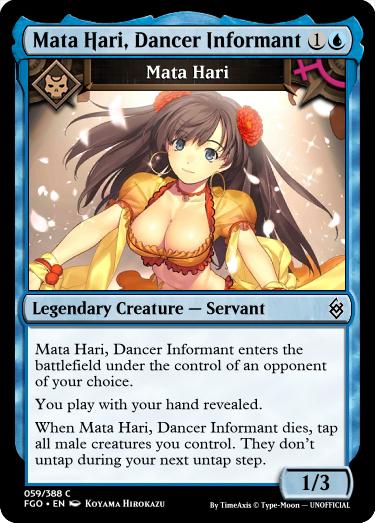 Mata Hari, Dancer Informant 1
Mata Hari
Legendary Creature — Servant
Mata Hari, Dancer Informant enters the
battlefield under the control of an opponent
of your choice.
You play with your hand revealed.
When Mata Hari, Dancer Informant dies, tap
all male creatures you control. They don't
untap during your next untap step.
1/3
059/388 C
FGO • EN Koyama Hirokazu
By TimeAxis © Type-Moon — UNOFFICIAL